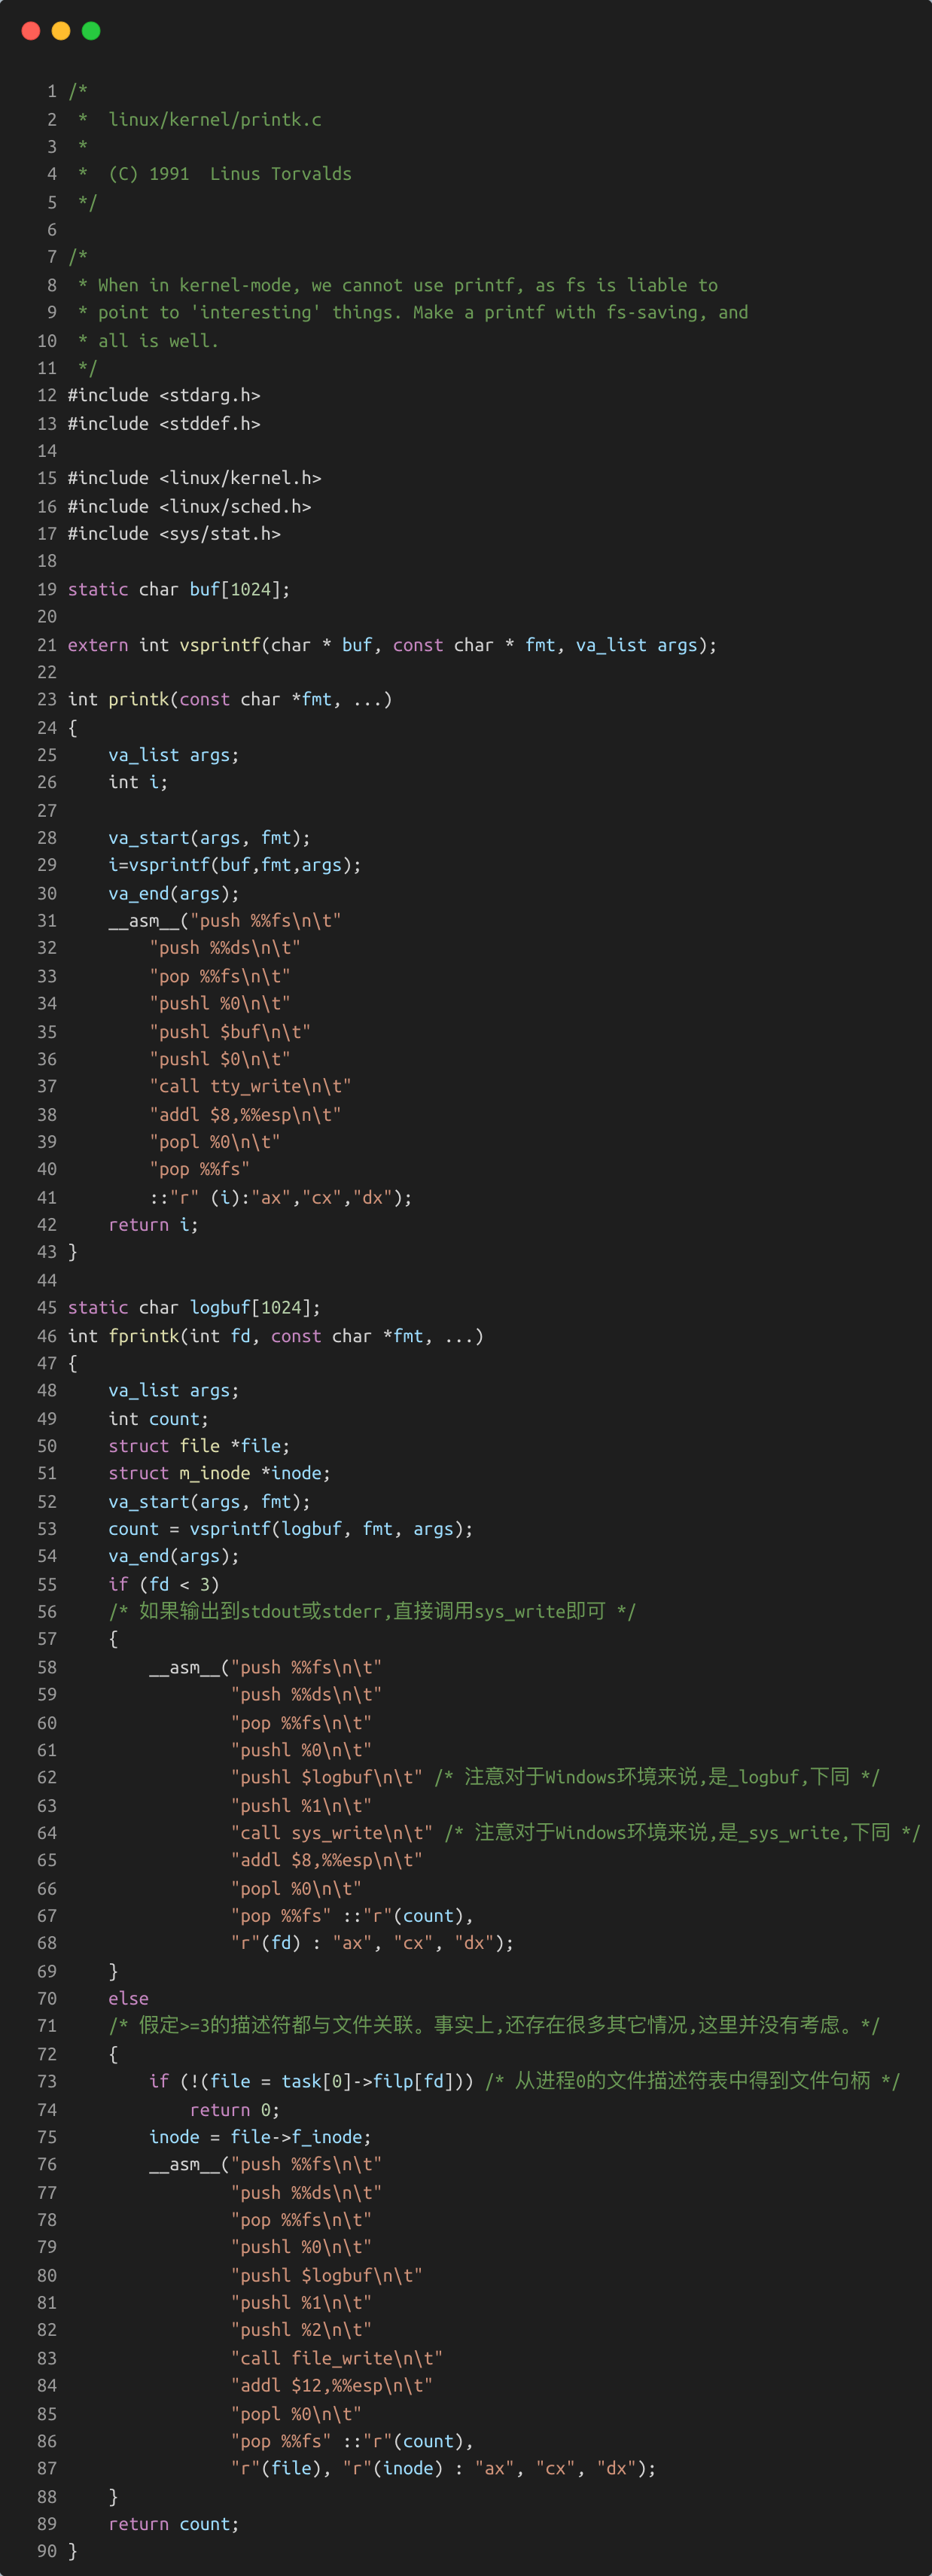 1 /*
2  *  linux/kernel/printk.c
3  *
4  *  (C) 1991  Linus Torvalds
5  */
6
7 /*
8  * When in kernel-mode, we cannot use printf, as fs is liable to
9  * point to 'interesting' things. Make a printf with fs-saving, and
10  * all is well.
11  */
12 #include <stdarg.h>
13 #include <stddef.h>
14
15 #include <linux/kernel.h>
16 #include <linux/sched.h>
17 #include <sys/stat.h>
18
19 static char buf[1024];
20
21 extern int vsprintf(char * buf, const char * fmt, va_list args);
22
23 int printk(const char *fmt, ...)
24 {
25     va_list args;
26     int i;
27
28     va_start(args, fmt);
29     i=vsprintf(buf,fmt,args);
30     va_end(args);
31     __asm__("push %%fs\n\t"
32         "push %%ds\n\t"
33         "pop %%fs\n\t"
34         "pushl %0\n\t"
35         "pushl $buf\n\t"
36         "pushl $0\n\t"
37         "call tty_write\n\t"
38         "addl $8,%%esp\n\t"
39         "popl %0\n\t"
40         "pop %%fs"
41         ::"r" (i):"ax","cx","dx");
42     return i;
43 }
44
45 static char logbuf[1024];
46 int fprintk(int fd, const char *fmt, ...)
47 {
48     va_list args;
49     int count;
50     struct file *file;
51     struct m_inode *inode;
52     va_start(args, fmt);
53     count = vsprintf(logbuf, fmt, args);
54     va_end(args);
55     if (fd < 3)
56     /* 如果输出到stdout或stderr,直接调用sys_write即可 */
57     {
58         __asm__("push %%fs\n\t"
59                 "push %%ds\n\t"
60                 "pop %%fs\n\t"
61                 "pushl %0\n\t"
62                 "pushl $logbuf\n\t" /* 注意对于Windows环境来说,是_logbuf,下同 */
63                 "pushl %1\n\t"
64                 "call sys_write\n\t" /* 注意对于Windows环境来说,是_sys_write,下同 */
65                 "addl $8,%%esp\n\t"
66                 "popl %0\n\t"
67                 "pop %%fs" ::"r"(count),
68                 "r"(fd) : "ax", "cx", "dx");
69     }
70     else
71     /* 假定>=3的描述符都与文件关联。事实上,还存在很多其它情况,这里并没有考虑。*/
72     {
73         if (!(file = task[0]->filp[fd])) /* 从进程0的文件描述符表中得到文件句柄 */
74             return 0;
75         inode = file->f_inode;
76         __asm__("push %%fs\n\t"
77                 "push %%ds\n\t"
78                 "pop %%fs\n\t"
79                 "pushl %0\n\t"
80                 "pushl $logbuf\n\t"
81                 "pushl %1\n\t"
82                 "pushl %2\n\t"
83                 "call file_write\n\t"
84                 "addl $12,%%esp\n\t"
85                 "popl %0\n\t"
86                 "pop %%fs" ::"r"(count),
87                 "r"(file), "r"(inode) : "ax", "cx", "dx");
88     }
89     return count;
90 }